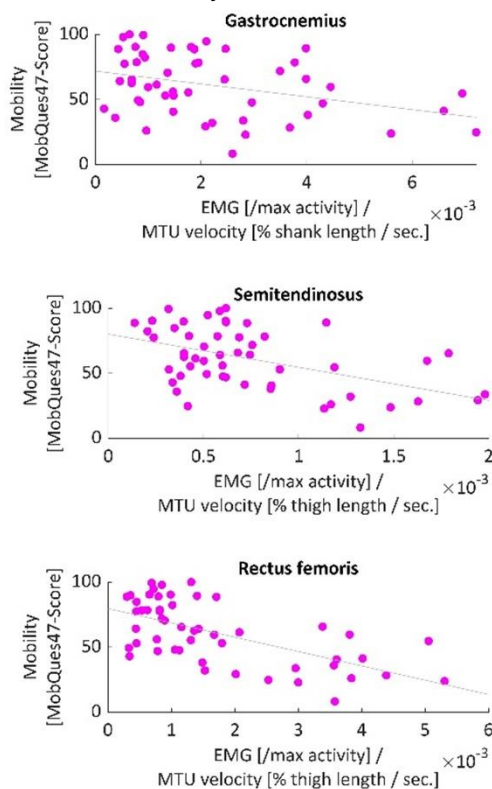 Gastrocnemius
100
50
0
Mobility
[MobQues47-Score]
0 2 4 6
×10⁻³
EMG [/max activity] /
MTU velocity [% shank length / sec.]
Semitendinosus
100
50
0
Mobility
[MobQues47-Score]
0 0.5 1 1.5 2
×10⁻³
EMG [/max activity] /
MTU velocity [% thigh length / sec.]
Rectus femoris
100
50
0
Mobility
[MobQues47-Score]
0 1 2 3 4 5 6
×10⁻³
EMG [/max activity] /
MTU velocity [% thigh length / sec.]